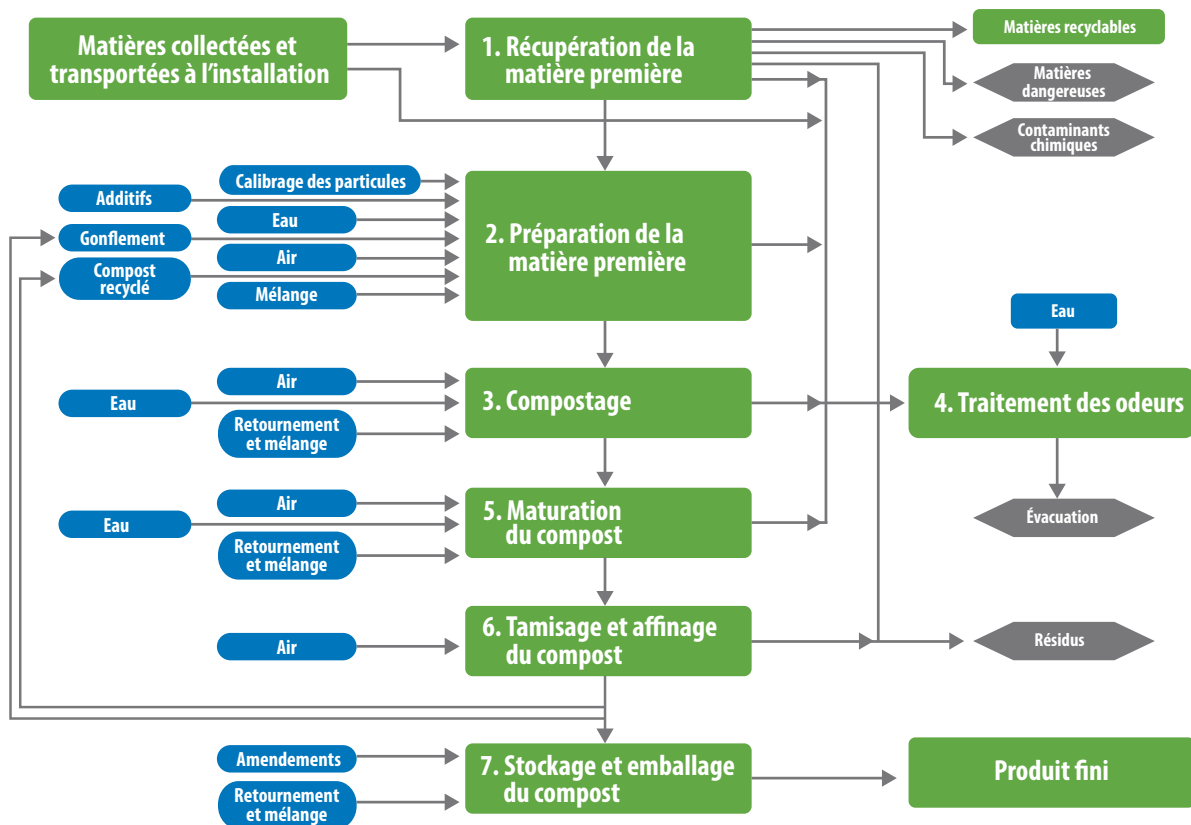 Matières collectées et
transportées à l'installation
1. Récupération de la
matière première
Matières recyclables
Matières
dangereuses
Contaminants
chimiques
Calibrage des particules
Additifs
Eau
Gonflement
Air
Compost
recyclé
Mélange
2. Préparation de la
matière première
Eau
Air
Eau
Retournement
et mélange
3. Compostage
4. Traitement des odeurs
Air
Eau
Retournement
et mélange
5. Maturation
du compost
Évacuation
Air
6. Tamisage et affinage
du compost
Résidus
Amendements
Retournement
et mélange
7. Stockage et emballage
du compost
Produit fini